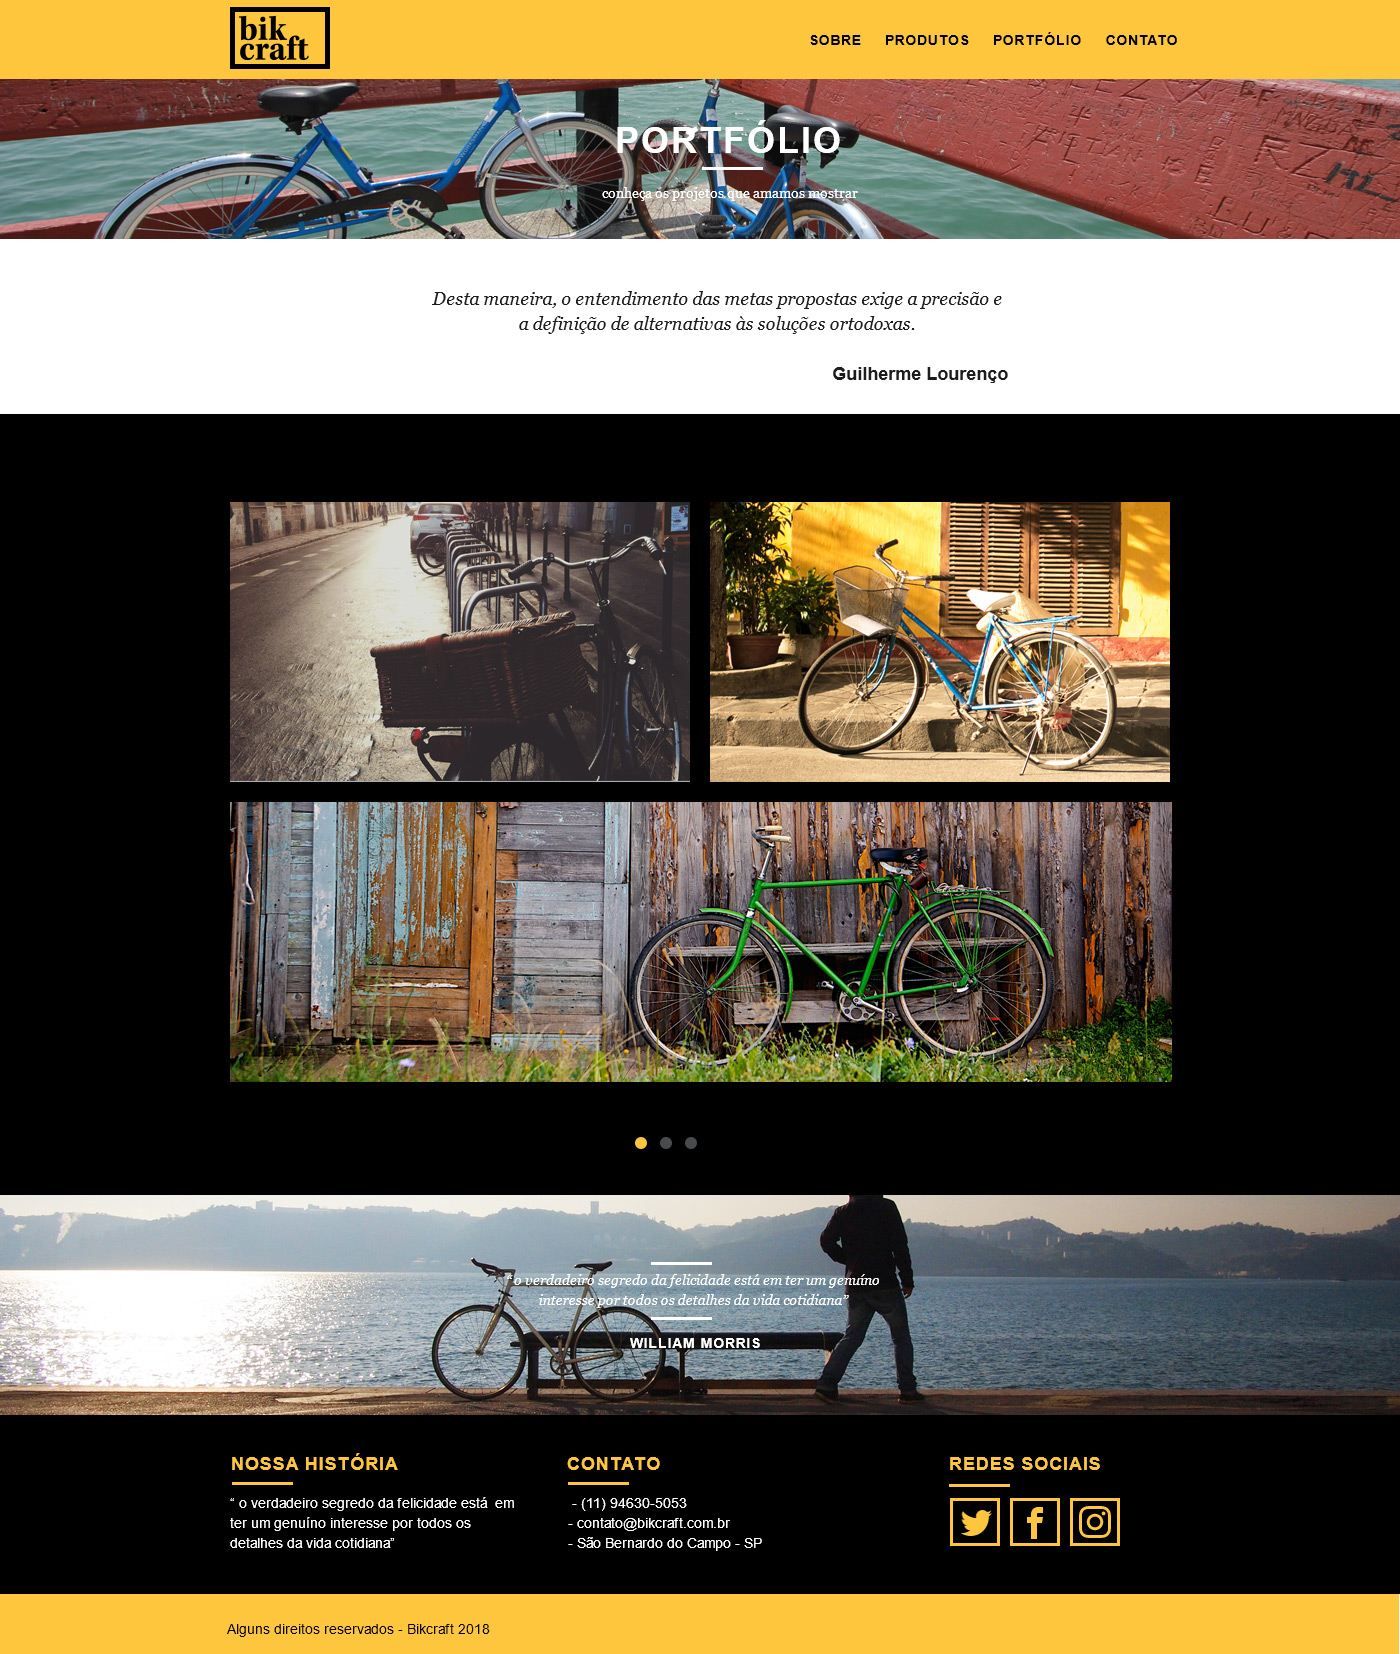 bik
craft
SOBRE PRODUTOS PORTFÓLIO CONTATO
PORTFÓLIO
conheça os projetos que amamos mostrar
Desta maneira, o entendimento das metas propostas exige a precisão e
a definição de alternativas às soluções ortodoxas.
Guilherme Lourenço
“ o verdadeiro segredo da felicidade está em ter um genuíno
interesse por todos os detalhes da vida cotidiana”
WILLIAM MORRIS
NOSSA HISTÓRIA
“ o verdadeiro segredo da felicidade está em
ter um genuíno interesse por todos os
detalhes da vida cotidiana”
CONTATO
- (11) 94630-5053
- contato@bikcraft.com.br
- São Bernardo do Campo - SP
REDES SOCIAIS
Alguns direitos reservados - Bikcraft 2018